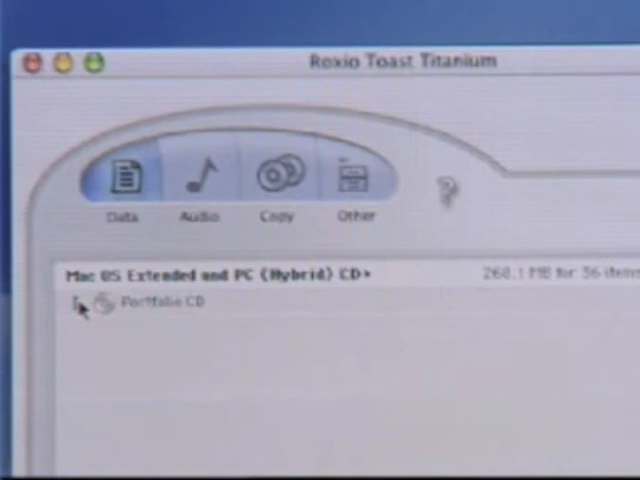 Roxio Toast Titanium
Data Audio Copy Other
Mac OS Extended and PC (Hybrid) CD
260.1 MB for 36 items
Portfolio CD